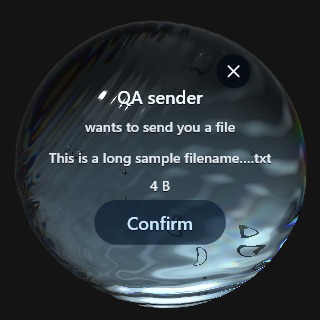 QA sender
wants to send you a file
This is a long sample filename....txt
4 B
Confirm